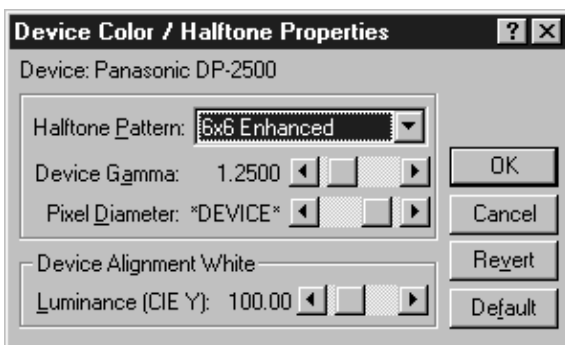 Device Color / Halftone Properties
Device: Panasonic DP-2500
Halftone Pattern: 6x6 Enhanced
Device Gamma: 1.2500
Pixel Diameter: *DEVICE*
Device Alignment White
Luminance (CIE Y): 100.00
OK
Cancel
Revert
Default